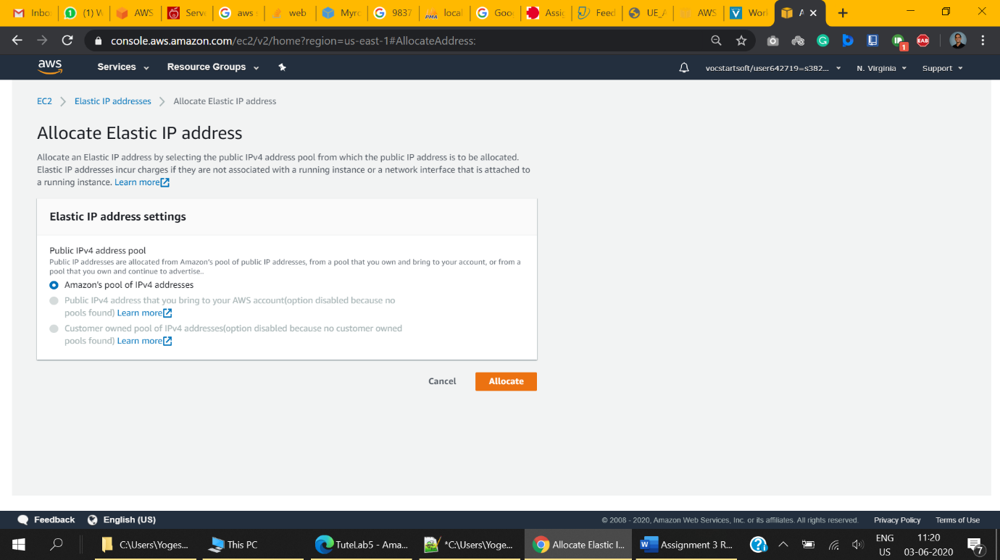 Inbo
(1) W
AWS
Serv
aws
web
Myrc
9837
PMA
local
Goo
Assig
Feed
UE_A
AWS
Worl
A
console.aws.amazon.com/ec2/v2/home?region=us-east-1#AllocateAddress:
EAB
1
aws
Services
Resource Groups
vocstartsoft/user642719=s382...
N. Virginia
Support
EC2
Elastic IP addresses
Allocate Elastic IP address
Allocate Elastic IP address
Allocate an Elastic IP address by selecting the public IPv4 address pool from which the public IP address is to be allocated.
Elastic IP addresses incur charges if they are not associated with a running instance or a network interface that is attached to
a running instance. Learn more
Elastic IP address settings
Public IPv4 address pool
Public IP addresses are allocated from Amazon's pool of public IP addresses, from a pool that you own and bring to your account, or from a
pool that you own and continue to advertise..
Amazon's pool of IPv4 addresses
Public IPv4 address that you bring to your AWS account(option disabled because no
pools found) Learn more
Customer owned pool of IPv4 addresses(option disabled because no customer owned
pools found) Learn more
Cancel
Allocate
Feedback
English (US)
© 2008 - 2020, Amazon Web Services, Inc. or its affiliates. All rights reserved.
Privacy Policy
Terms of Use
C:\Users\Yoges...
This PC
TuteLab5 - Ama...
*C:\Users\Yoge...
Allocate Elastic I...
Assignment 3 R...
ENG
US
11:20
03-06-2020
7